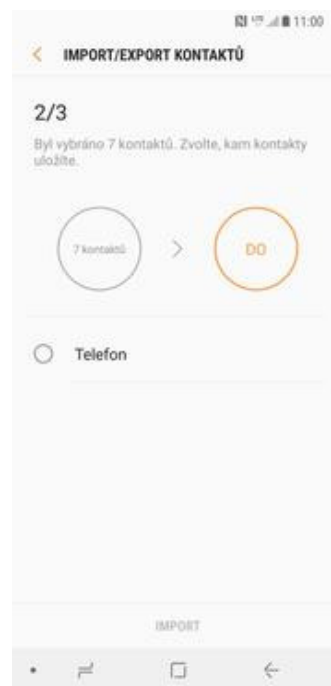 11:00
IMPORT/EXPORT KONTAKTŮ
2/3
Byl vybráno 7 kontaktů. Zvolte, kam kontakty
uložíte.
7 kontaktů
DO
Telefon
IMPORT